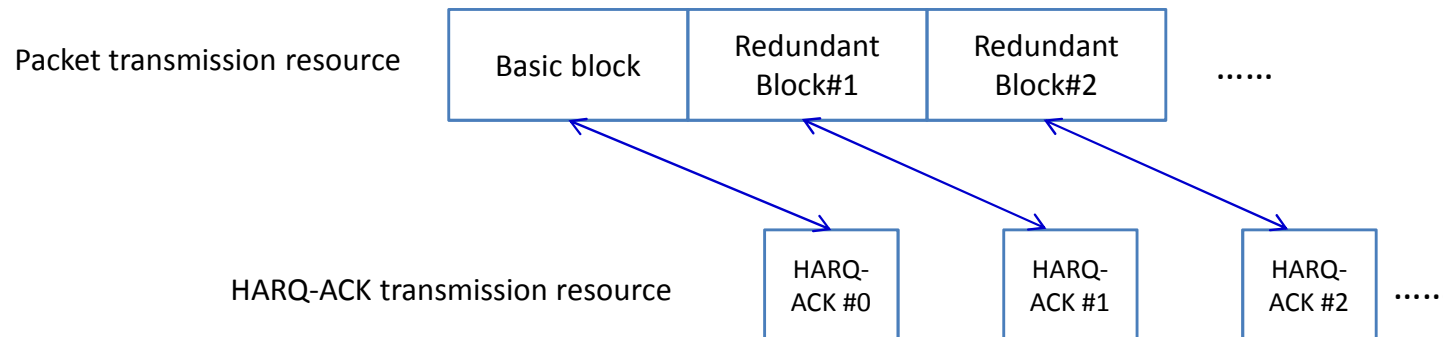 Packet transmission resource
Basic block
Redundant
Block#1
Redundant
Block#2
......
HARQ-ACK transmission resource
HARQ-
ACK #0
HARQ-
ACK #1
HARQ-
ACK #2
.....